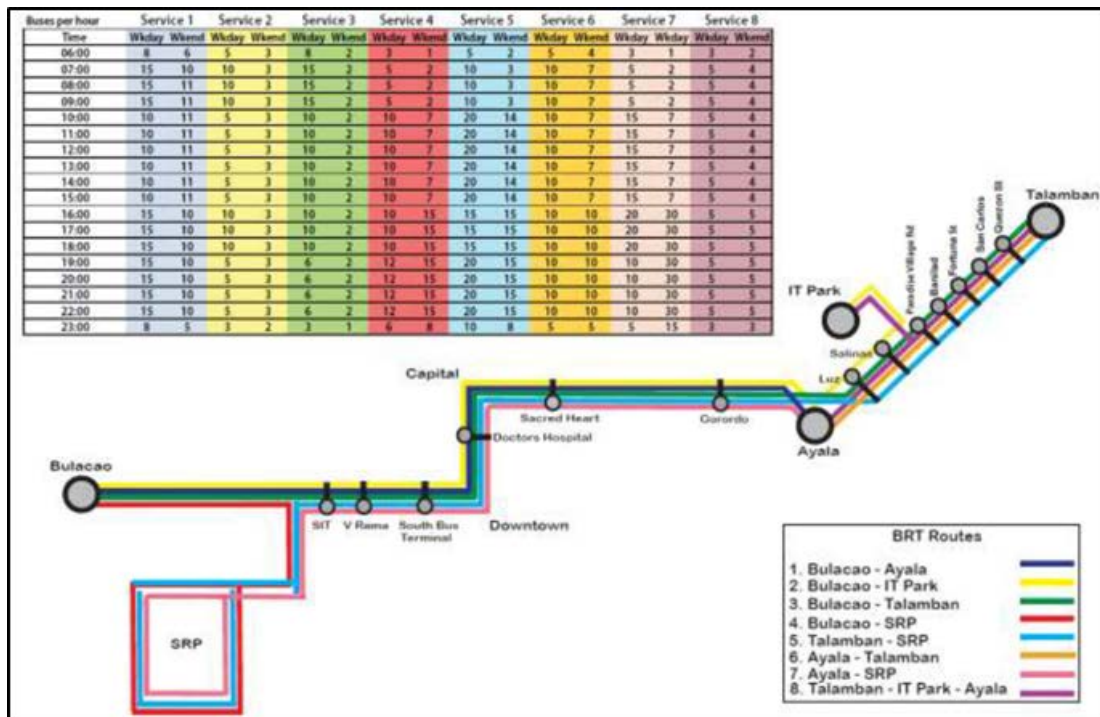 Buses per hour Service 1 Service 2 Service 3 Service 4 Service 5 Service 6 Service 7 Service 8
Time Wkday Wkend Wkday Wkend Wkday Wkend Wkday Wkend Wkday Wkend Wkday Wkend Wkday Wkend Wkday Wkend
06:00 8 6 5 3 8 2 3 1 5 2 5 4 3 1 3 2
07:00 15 10 10 3 15 2 5 2 10 3 10 7 5 2 5 4
08:00 15 11 10 3 15 2 5 2 10 3 10 7 5 2 5 4
09:00 15 11 10 3 15 2 5 2 10 3 10 7 5 2 5 4
10:00 10 11 5 3 10 2 10 7 20 14 10 7 15 7 5 4
11:00 10 11 5 3 10 2 10 7 20 14 10 7 15 7 5 4
12:00 10 11 5 3 10 2 10 7 20 14 10 7 15 7 5 4
13:00 10 11 5 3 10 2 10 7 20 14 10 7 15 7 5 4
14:00 10 11 5 3 10 2 10 7 20 14 10 7 15 7 5 4
15:00 10 11 5 3 10 2 10 7 20 14 10 7 15 7 5 4
16:00 15 10 10 3 10 2 10 15 15 15 10 10 20 30 5 5
17:00 15 10 10 3 10 2 10 15 15 15 10 10 20 30 5 5
18:00 15 10 10 3 10 2 10 15 15 15 10 10 20 30 5 5
19:00 15 10 5 3 6 2 12 15 20 15 10 10 10 30 5 5
20:00 15 10 5 3 6 2 12 15 20 15 10 10 10 30 5 5
21:00 15 10 5 3 6 2 12 15 20 15 10 10 10 30 5 5
22:00 15 10 5 3 6 2 12 15 20 15 10 10 10 30 5 5
23:00 8 5 3 2 3 1 6 8 10 8 5 5 5 15 3 3
Talamban
Quezon St
San Carlos
Fortuna St
Banilad
Paradise Village Rd
IT Park
Salinas
Luz
Capital
Sacred Heart
Gorordo
Ayala
Doctors Hospital
Bulacao
SIT
V Rama
South Bus
Terminal
Downtown
SRP
BRT Routes
1. Bulacao - Ayala
2. Bulacao - IT Park
3. Bulacao - Talamban
4. Bulacao - SRP
5. Talamban - SRP
6. Ayala - Talamban
7. Ayala - SRP
8. Talamban - IT Park - Ayala